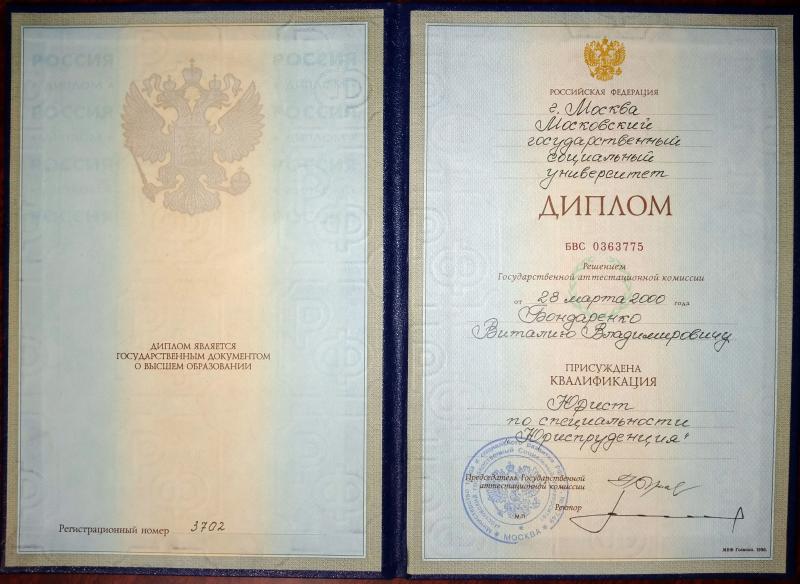 РОССИЯ РОССИЯ
ДИПЛОМ ЯВЛЯЕТСЯ
ГОСУДАРСТВЕННЫМ ДОКУМЕНТОМ
О ВЫСШЕМ ОБРАЗОВАНИИ
Регистрационный номер 3702
РОССИЙСКАЯ ФЕДЕРАЦИЯ
г. Москва
Московский
государственный
социальный
университет
ДИПЛОМ
БВС 0363775
Решением
Государственной аттестационной комиссии
от 28 марта 2000 года
Бондаренко
Виталию Владимировичу
ПРИСУЖДЕНА
КВАЛИФИКАЦИЯ
Юрист
по специальности
"Юриспруденция"
Председатель Государственной
аттестационной комиссии
М.П.
Ректор
МОСКВА